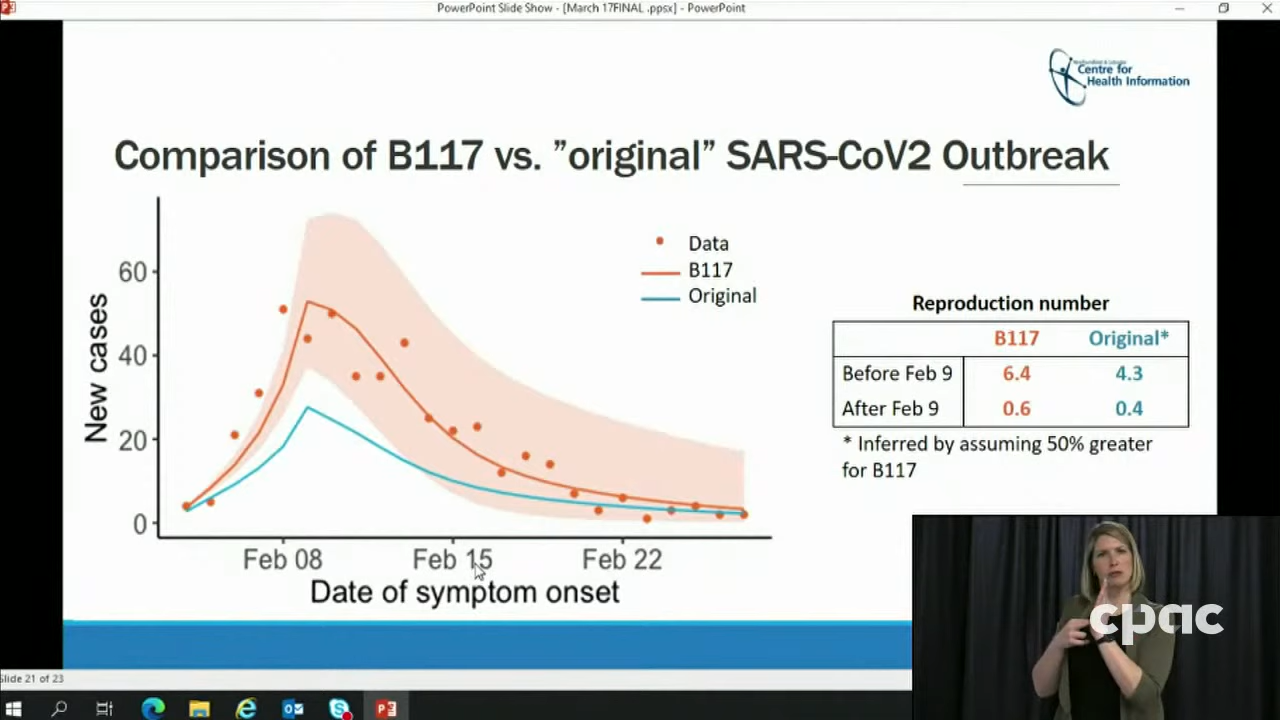 PowerPoint Slide Show - [March 17FINAL .ppsx] - PowerPoint
Newfoundland & Labrador
Centre for
Health Information
Comparison of B117 vs. ”original” SARS-CoV2 Outbreak
New cases
60
40
20
0
Feb 08
Feb 15
Feb 22
Date of symptom onset
Data
B117
Original
Reproduction number
B117 Original*
Before Feb 9 6.4 4.3
After Feb 9 0.6 0.4
* Inferred by assuming 50% greater
for B117
cpac
Slide 21 of 23